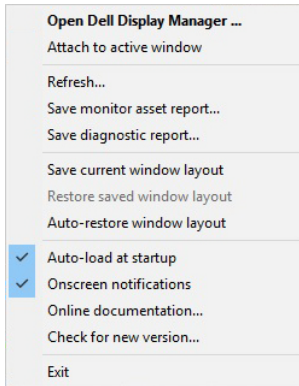 Open Dell Display Manager ...
Attach to active window
Refresh...
Save monitor asset report...
Save diagnostic report...
Save current window layout
Restore saved window layout
Auto-restore window layout
Auto-load at startup
Onscreen notifications
Online documentation...
Check for new version...
Exit